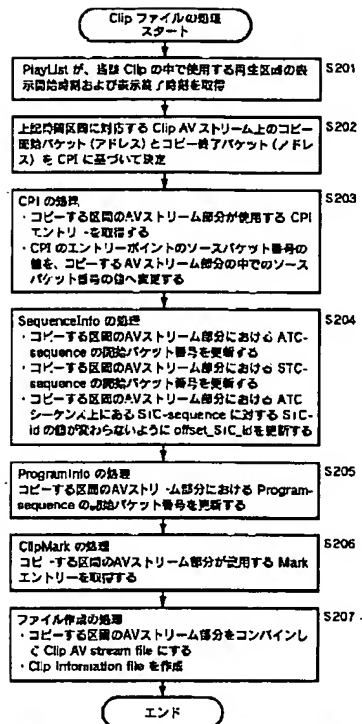 Clip ファイルの処理
スタート
S201
PlayList が、当該 Clip の中で使用する再生区間の表
示開始時刻および表示終了時刻を取得
S202
上記時間区間に対応する Clip AV ストリーム上のコピー
開始パケット (アドレス) とコピー終了パケット (アドレ
ス) を CPI に基づいて決定
S203
CPI の処理
・コピーする区間のAVストリーム部分が使用する CPI
エントリーを取得する
・CPI のエントリーポイントのソースパケット番号の
値を、コピーする AV ストリーム部分の中でのソース
パケット番号の値へ変更する
S204
SequenceInfo の処理
・コピーする区間のAVストリーム部分における ATC-
sequence の開始パケット番号を更新する
・コピーする区間のAVストリーム部分における STC-
sequence の開始パケット番号を更新する
・コピーする区間のAVストリーム部分における ATC
シーケンス上にある STC-sequence に対する STC-
id の値が変わらないように offset_STC_idを更新する
S205
ProgramInfo の処理
コピーする区間のAVストリーム部分における Program-
sequence の開始パケット番号を更新する
S206
ClipMark の処理
コピーする区間のAVストリーム部分が使用する Mark
エントリーを取得する
S207
ファイル作成の処理
・コピーする区間のAVストリーム部分をコンバインし
て Clip AV stream file にする
・Clip Information file を作成
エンド